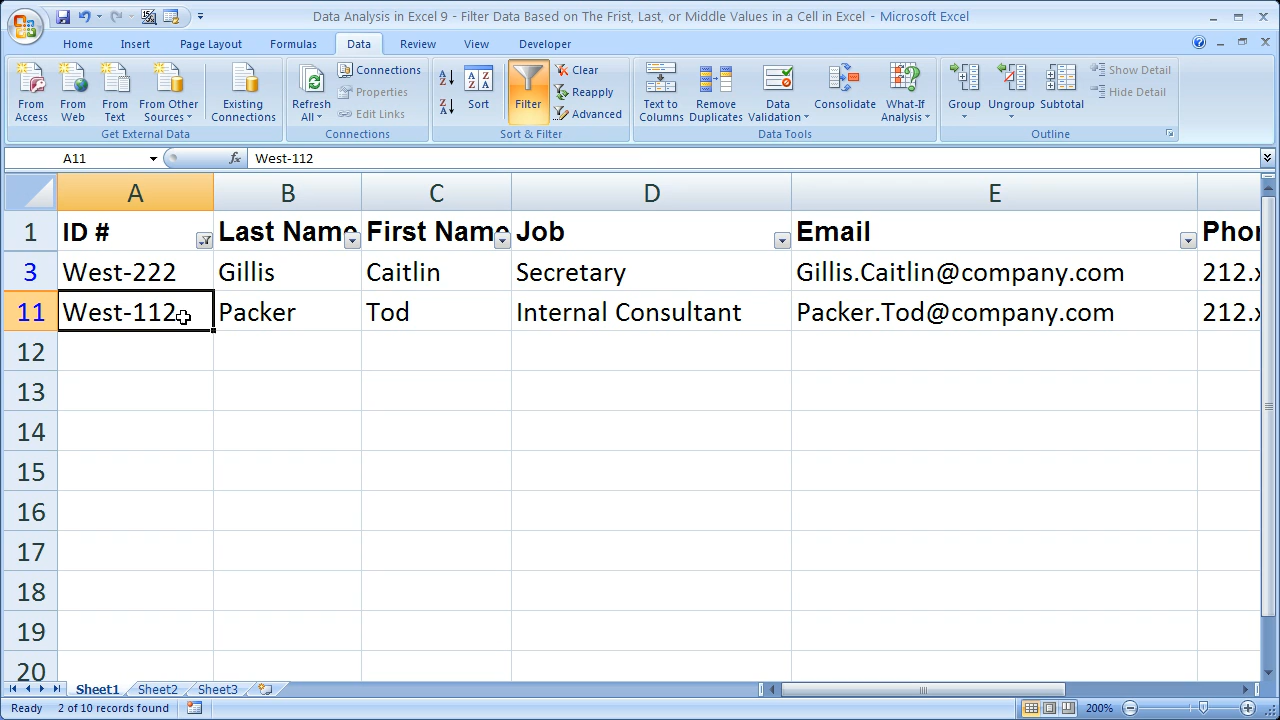 Data Analysis in Excel 9 - Filter Data Based on The Frist, Last, or Middle Values in a Cell in Excel - Microsoft Excel
Home Insert Page Layout Formulas Data Review View Developer
From Access
From Web
From Text
From Other Sources
Existing Connections
Get External Data
Refresh All
Connections
Properties
Edit Links
Connections
Sort
Filter
Clear
Reapply
Advanced
Sort & Filter
Text to Columns
Remove Duplicates
Data Validation
Consolidate
What-If Analysis
Data Tools
Group
Ungroup
Subtotal
Show Detail
Hide Detail
Outline
A11 fx West-112
A B C D E
1 ID # Last Name First Name Job Email Phon
3 West-222 Gillis Caitlin Secretary Gillis.Caitlin@company.com 212.x
11 West-112 Packer Tod Internal Consultant Packer.Tod@company.com 212.x
12
13
14
15
16
17
18
19
20
Sheet1 Sheet2 Sheet3
Ready 2 of 10 records found 200%